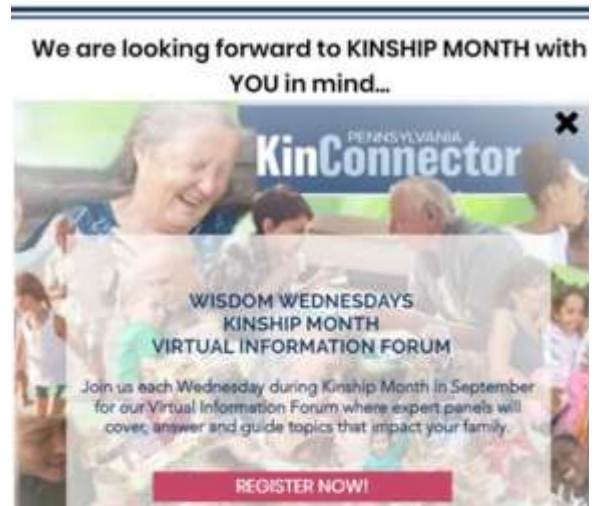 We are looking forward to KINSHIP MONTH with
YOU in mind...
PENNSYLVANIA
KinConnector
WISDOM WEDNESDAYS
KINSHIP MONTH
VIRTUAL INFORMATION FORUM
Join us each Wednesday during Kinship Month in September
for our Virtual Information Forum where expert panels will
cover, answer and guide topics that impact your family.
REGISTER NOW!